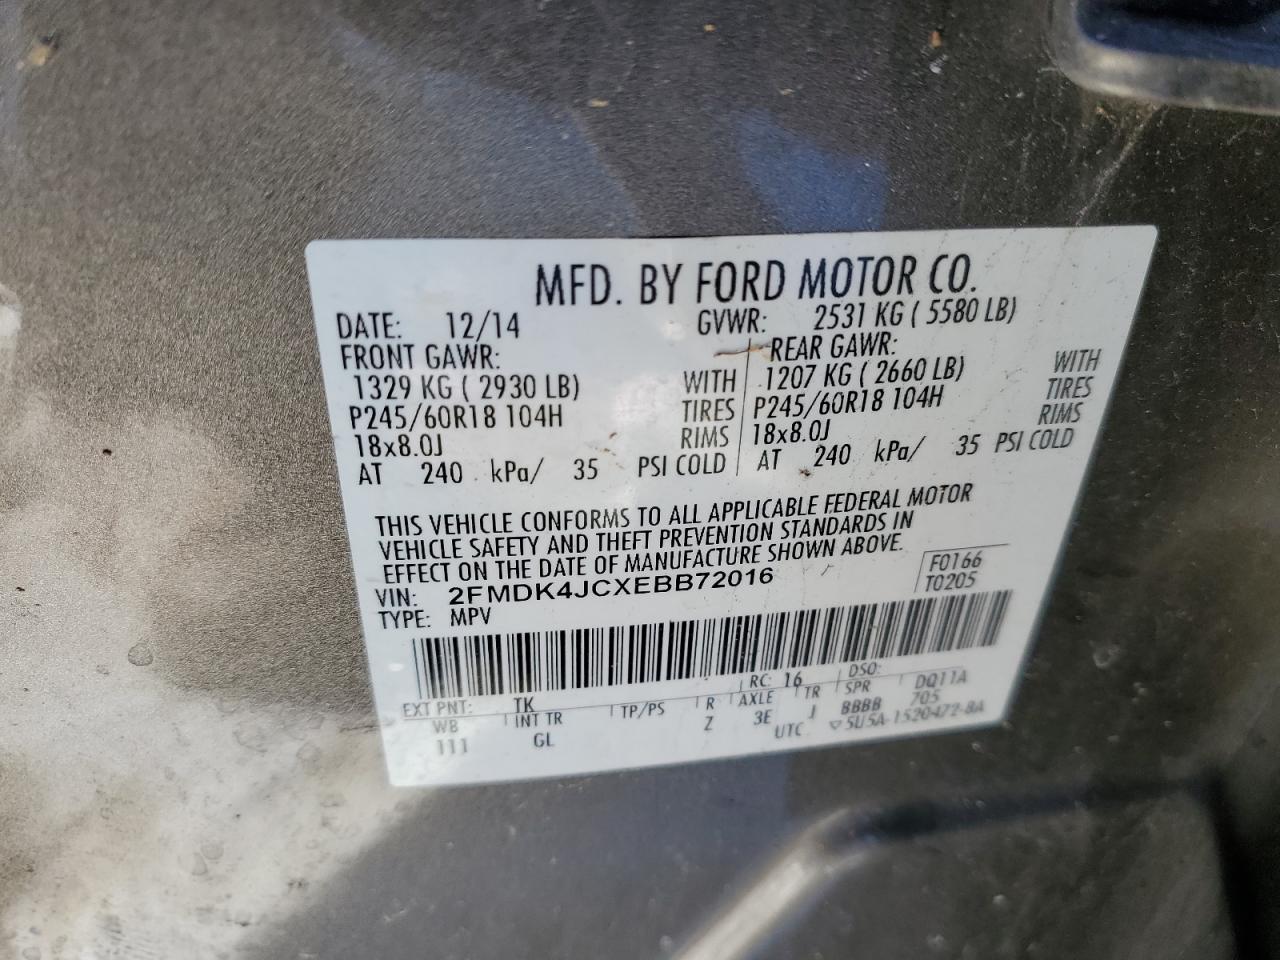 MFD. BY FORD MOTOR CO.
DATE: 12/14 GVWR: 2531 KG ( 5580 LB)
FRONT GAWR: REAR GAWR:
1329 KG ( 2930 LB) WITH 1207 KG ( 2660 LB) WITH
P245/60R18 104H TIRES P245/60R18 104H TIRES
18x8.0J RIMS 18x8.0J RIMS
AT 240 kPa/ 35 PSI COLD AT 240 kPa/ 35 PSI COLD
THIS VEHICLE CONFORMS TO ALL APPLICABLE FEDERAL MOTOR
VEHICLE SAFETY AND THEFT PREVENTION STANDARDS IN
EFFECT ON THE DATE OF MANUFACTURE SHOWN ABOVE.
VIN: 2FMDK4JCXEBB72016 F0166
TYPE: MPV T0205
EXT PNT: TK RC: 16 DSO: DQ11A
WB INT TR TP/PS R AXLE TR SPR 705
111 GL Z 3E J BBBB
UTC ▽5U5A-1520472-BA